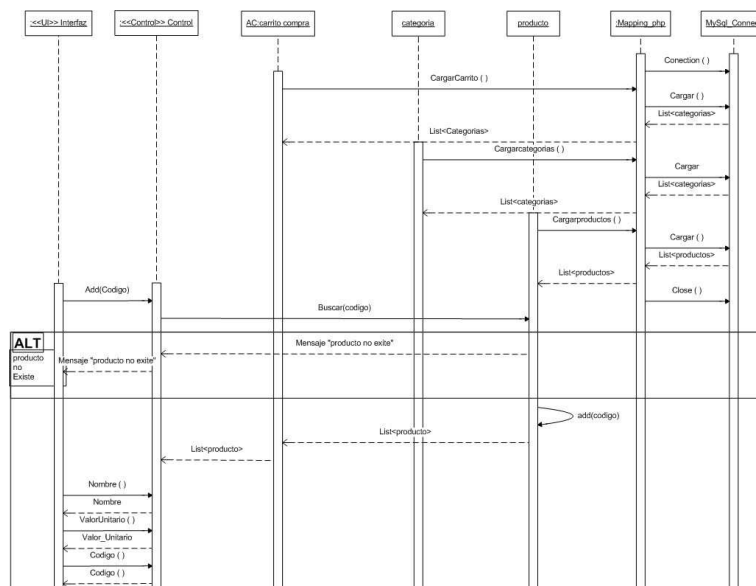 :<<UI>> Interfaz
:<<Control>> Control
AC:carrito compra
categoria
producto
:Mapping_php
MySql_Connec
Conection ( )
CargarCarrito ( )
Cargar ( )
List<categorias>
List<Categorias>
Cargarcategorias ( )
Cargar
List<categorias>
List<categorias>
Cargarproductos ( )
Cargar ( )
List<productos>
List<productos>
Add(Codigo)
Close ( )
Buscar(codigo)
ALT
producto
no
Existe
Mensaje "producto no exite"
Mensaje "producto no exite"
add(codigo)
List<producto>
List<producto>
Nombre ( )
Nombre
ValorUnitario ( )
Valor_Unitario
Codigo ( )
Codigo ( )